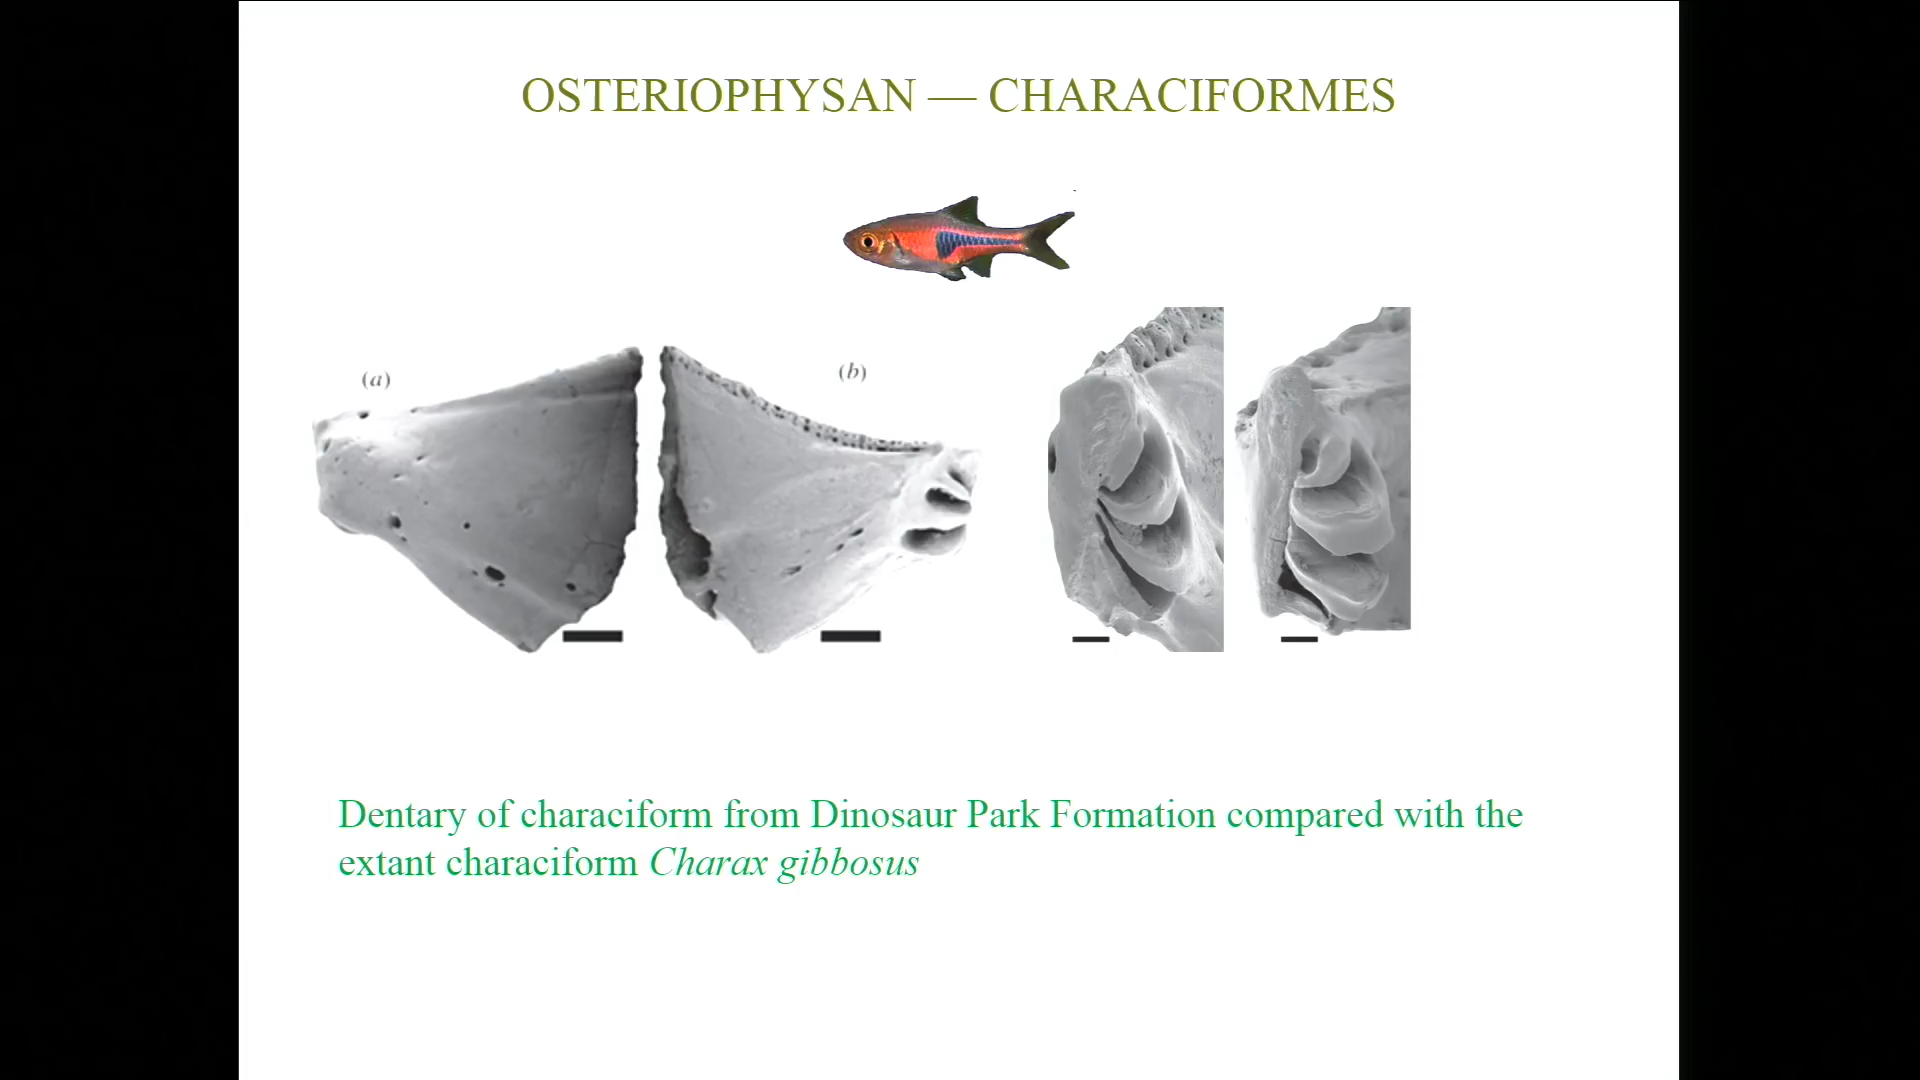 OSTERIOPHYSAN — CHARACIFORMES
(a)
(b)
Dentary of characiform from Dinosaur Park Formation compared with the
extant characiform Charax gibbosus